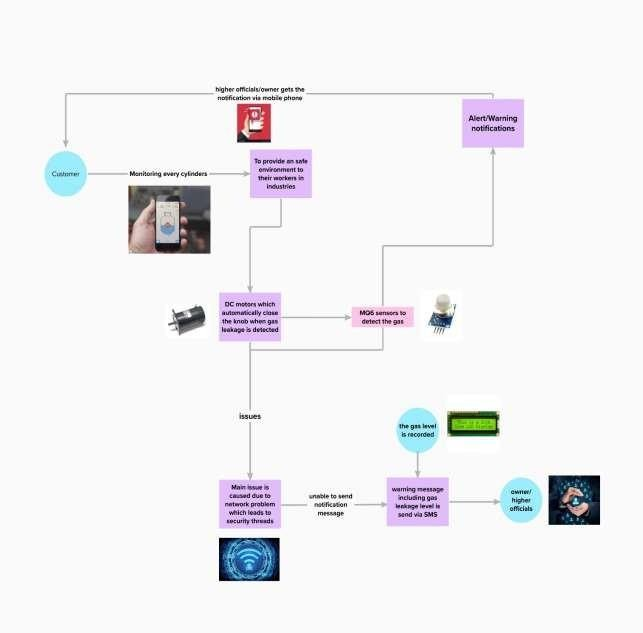 higher officials/owner gets the
notification via mobile phone
Alert/Warning
notifications
Customer
Monitoring every cylinders
To provide an safe
environment to
their workers in
industries
DC motors which
automatically close
the knob when gas
leakage is detected
MQ6 sensors to
detect the gas
issues
the gas level
is recorded
Main issue is
caused due to
network problem
which leads to
security threads
unable to send
notification
message
warning message
including gas
leakage level is
send via SMS
owner/
higher
officials